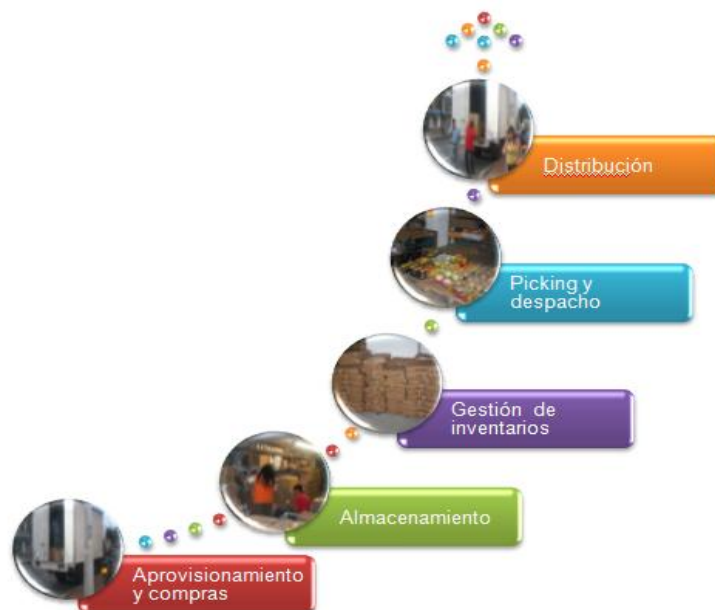 Distribución
Picking y
despacho
Gestión de
inventarios
Almacenamiento
Aprovisionamiento
y compras